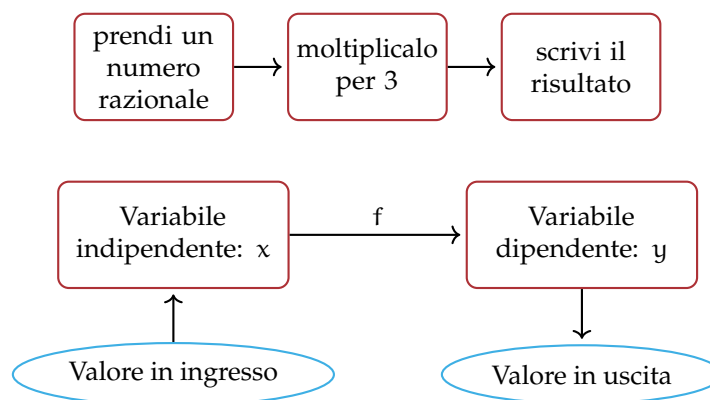 prendi un
numero
razionale
moltiplicalo
per 3
scrivi il
risultato
Variabile
indipendente: x
f
Variabile
dipendente: y
Valore in ingresso
Valore in uscita